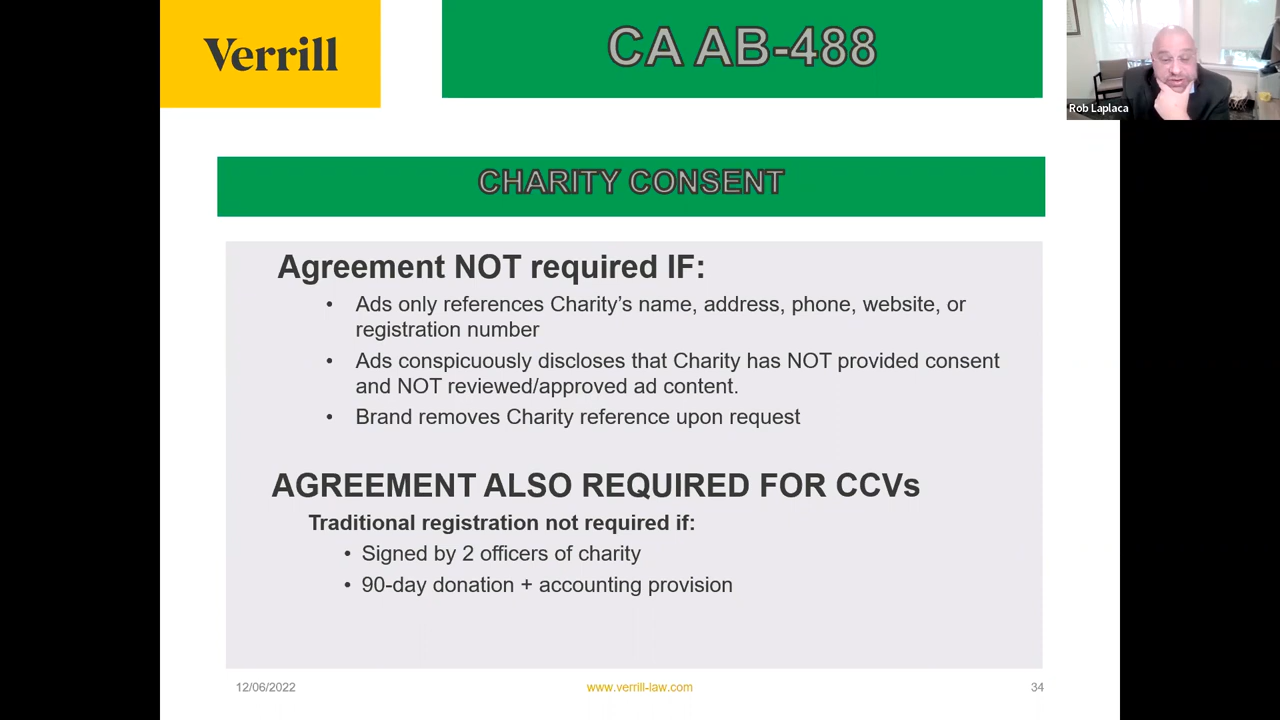 Verrill
CA AB-488
Rob Laplaca
CHARITY CONSENT
Agreement NOT required IF:
• Ads only references Charity's name, address, phone, website, or
registration number
• Ads conspicuously discloses that Charity has NOT provided consent
and NOT reviewed/approved ad content.
• Brand removes Charity reference upon request
AGREEMENT ALSO REQUIRED FOR CCVs
Traditional registration not required if:
• Signed by 2 officers of charity
• 90-day donation + accounting provision
12/06/2022
www.verrill-law.com
34